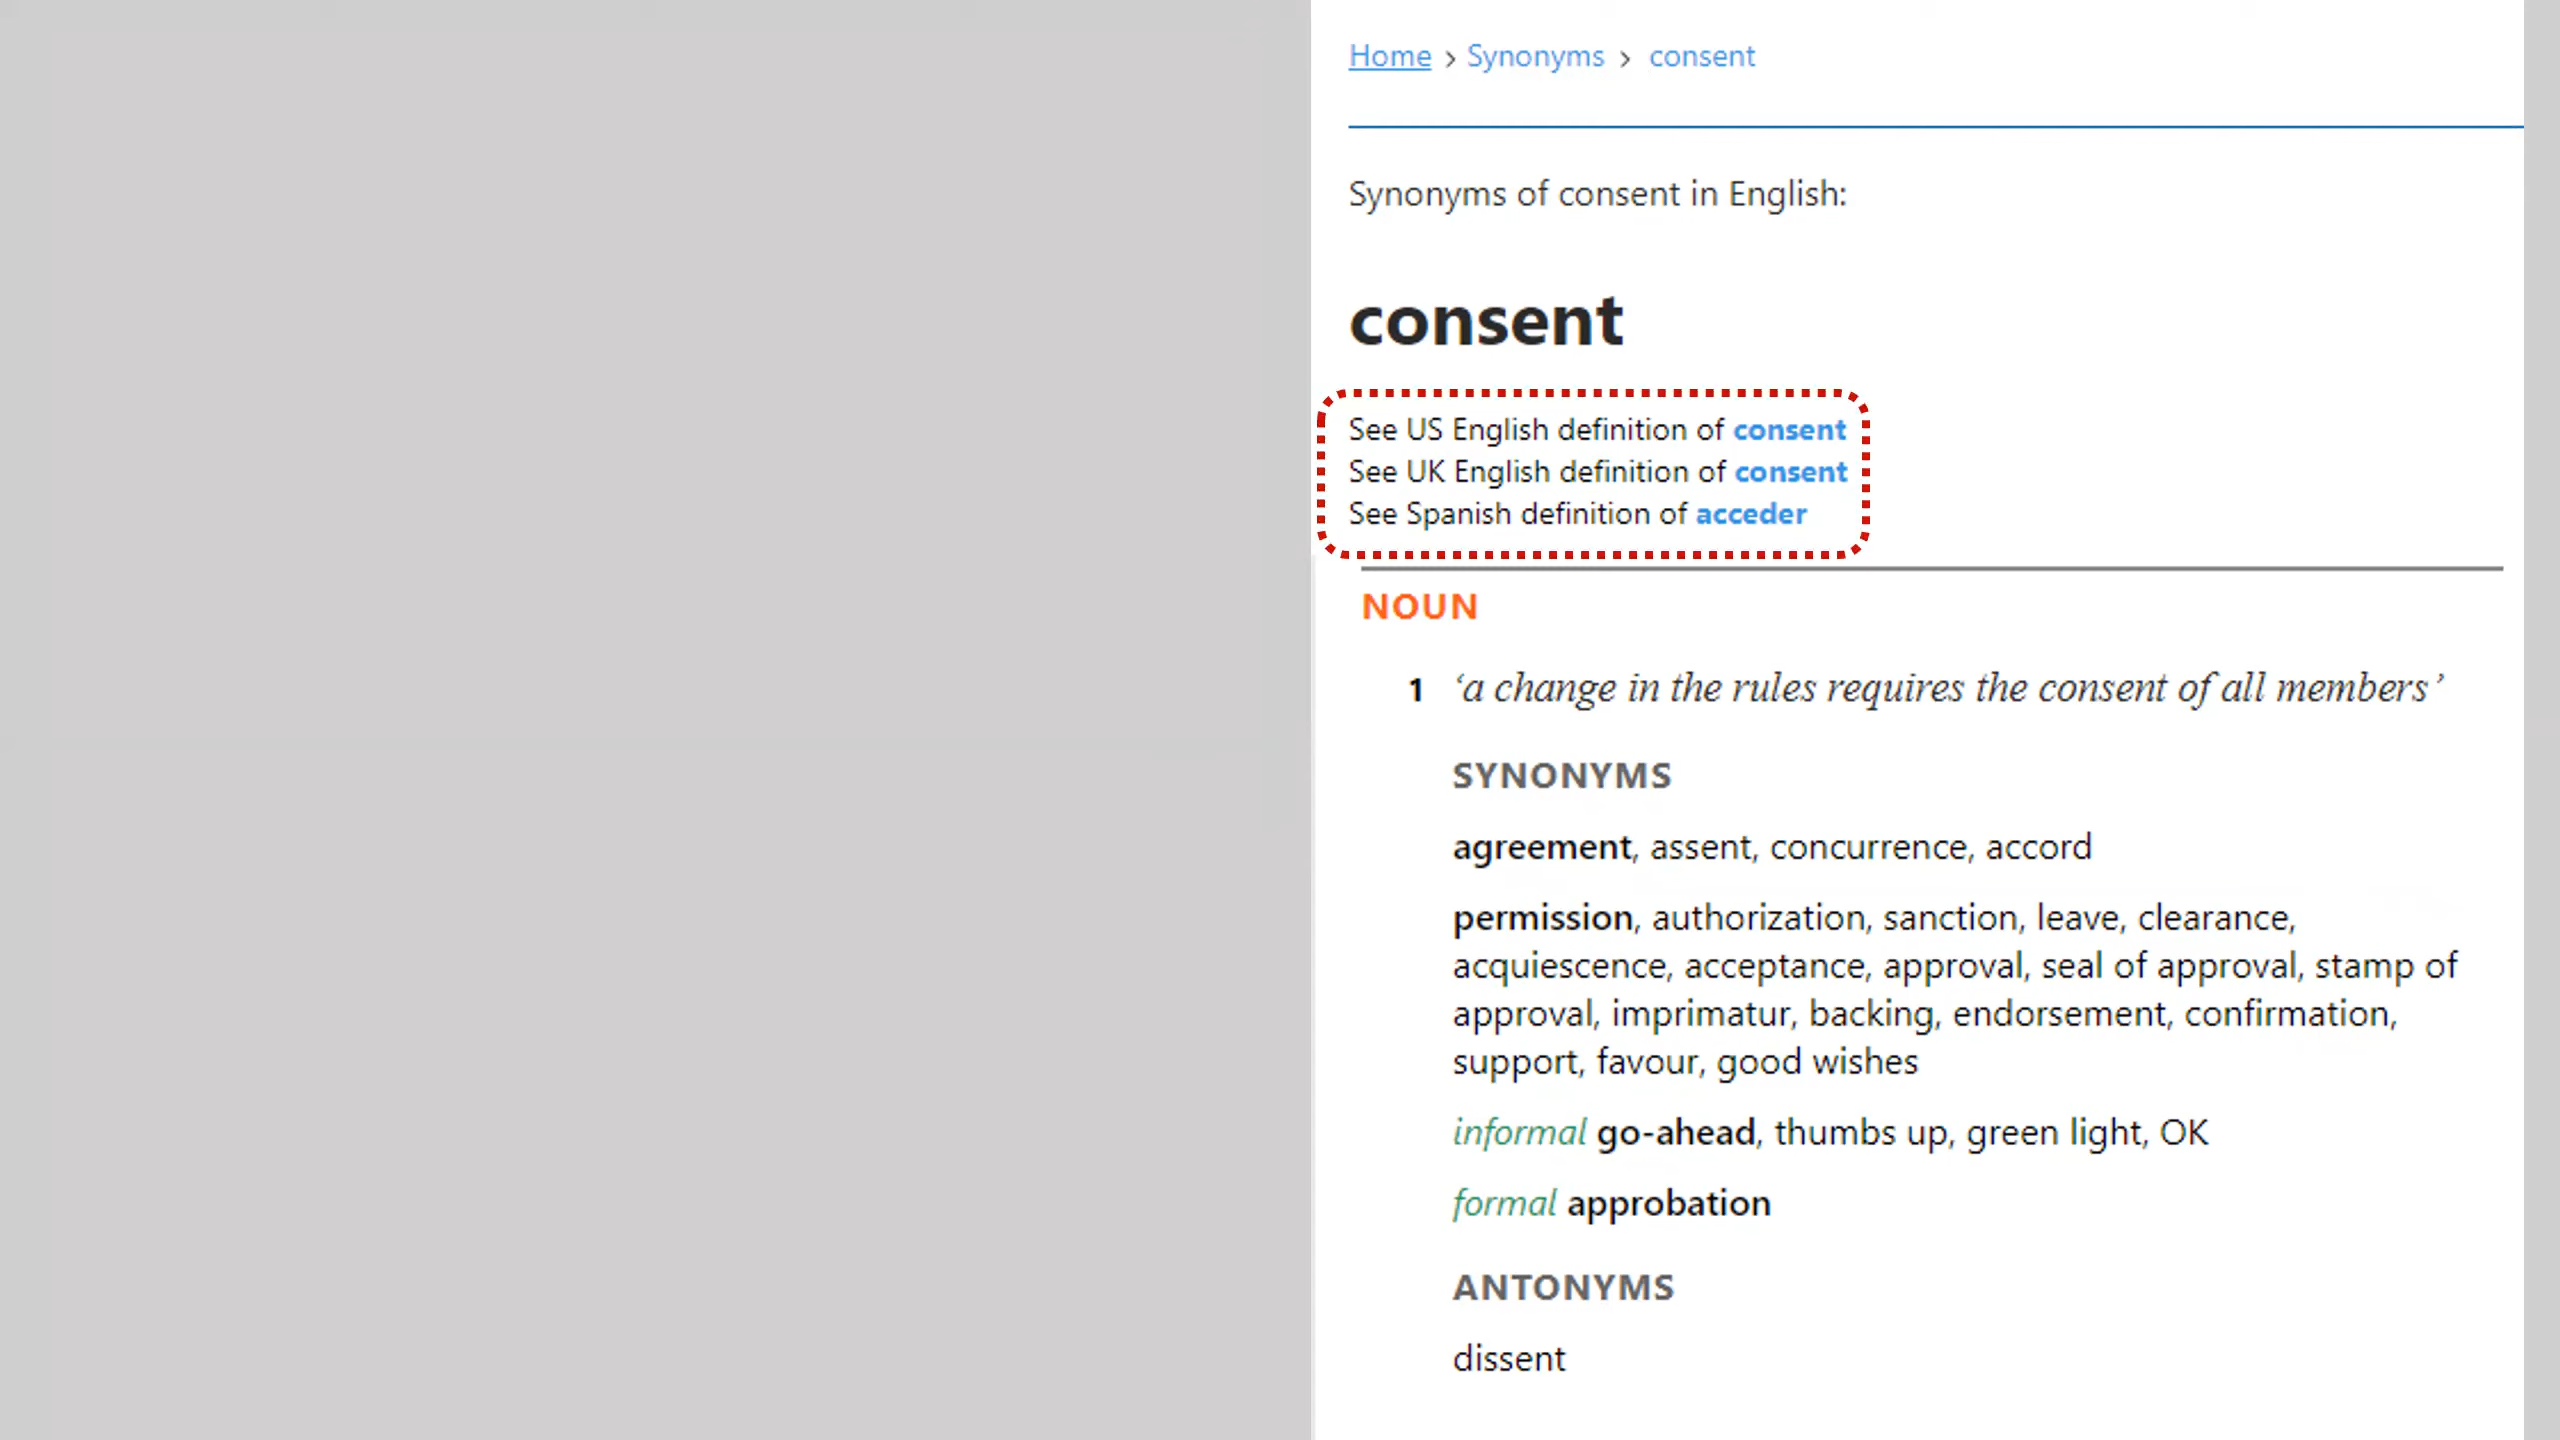 Home > Synonyms > consent
Synonyms of consent in English:
consent
See US English definition of consent
See UK English definition of consent
See Spanish definition of acceder
NOUN
1 ‘a change in the rules requires the consent of all members’
SYNONYMS
agreement, assent, concurrence, accord
permission, authorization, sanction, leave, clearance,
acquiescence, acceptance, approval, seal of approval, stamp of
approval, imprimatur, backing, endorsement, confirmation,
support, favour, good wishes
informal go-ahead, thumbs up, green light, OK
formal approbation
ANTONYMS
dissent